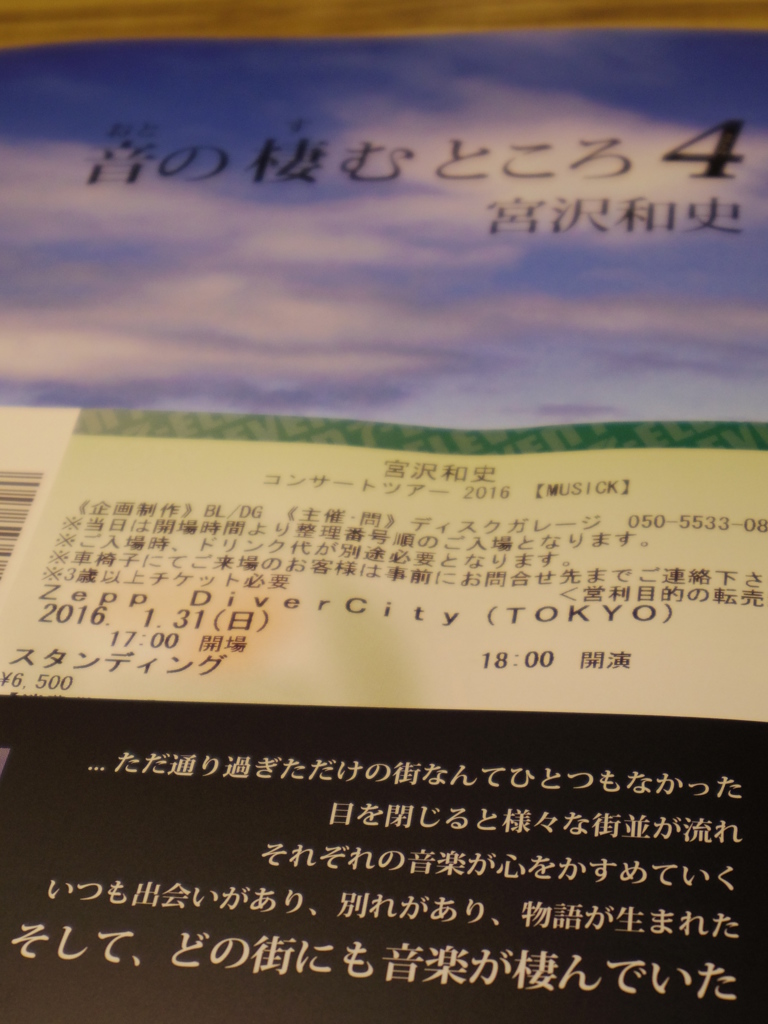 おと す
音の棲むところ4
宮沢和史
宮沢和史
コンサートツアー 2016 【MUSICK】
《企画制作》BL/DG 《主催・問》ディスクガレージ 050-5533-08
※当日は開場時間より整理番号順のご入場となります。
※ご入場時、ドリンク代が別途必要となります。
※車椅子にてご来場のお客様は事前にお問合せ先までご連絡下さ
※3歳以上チケット必要 <営利目的の転売
Zepp DiverCity(TOKYO)
2016. 1.31(日)
17:00 開場 18:00 開演
スタンディング
¥6,500
…ただ通り過ぎただけの街なんてひとつもなかった
目を閉じると様々な街並が流れ
それぞれの音楽が心をかすめていく
いつも出会いがあり、別れがあり、物語が生まれた
そして、どの街にも音楽が棲んでいた